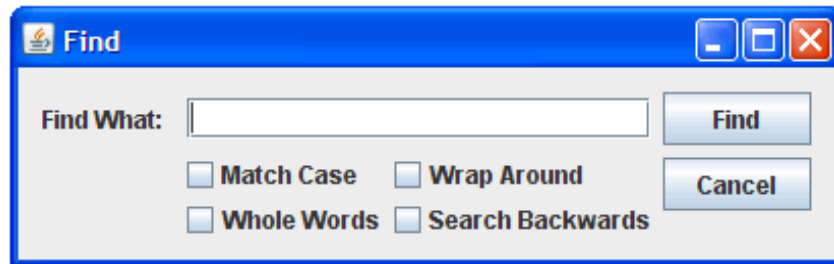 Find
Find What:
Find
Match Case
Wrap Around
Cancel
Whole Words
Search Backwards